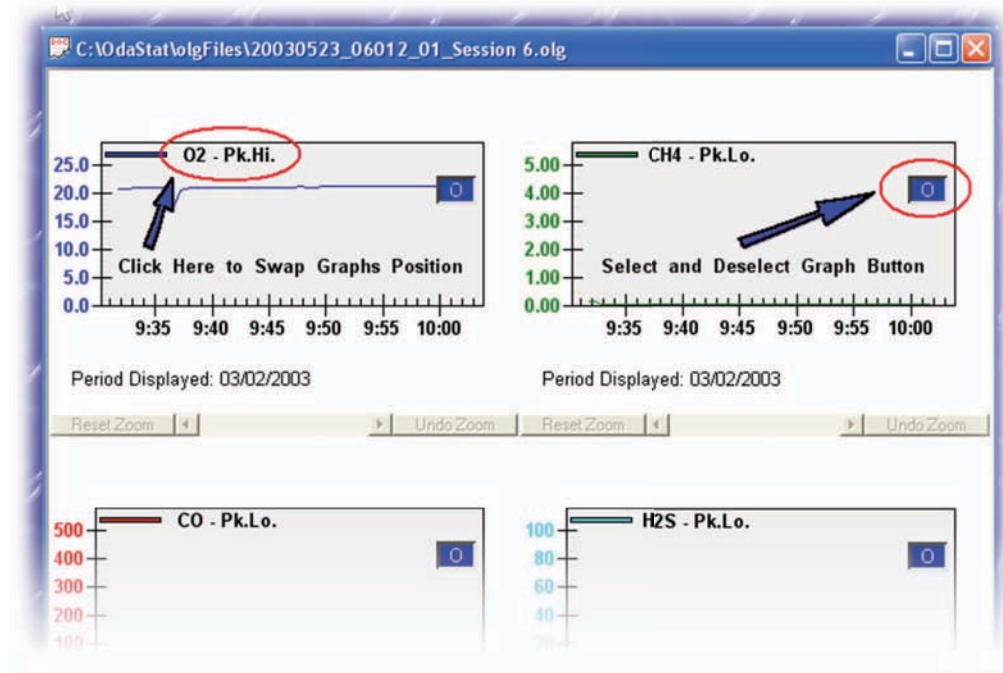 C:\OdaStat\olgFiles\20030523_06012_01_Session 6.olg
O2 - Pk.Hi.
25.0
20.0
15.0
10.0
5.0
0.0
O
Click Here to Swap Graphs Position
9:35 9:40 9:45 9:50 9:55 10:00
Period Displayed: 03/02/2003
Reset Zoom Undo Zoom
CH4 - Pk.Lo.
5.00
4.00
3.00
2.00
1.00
0.00
O
Select and Deselect Graph Button
9:35 9:40 9:45 9:50 9:55 10:00
Period Displayed: 03/02/2003
Reset Zoom Undo Zoom
CO - Pk.Lo.
500
400
300
200
100
O
H2S - Pk.Lo.
100
80
60
40
O